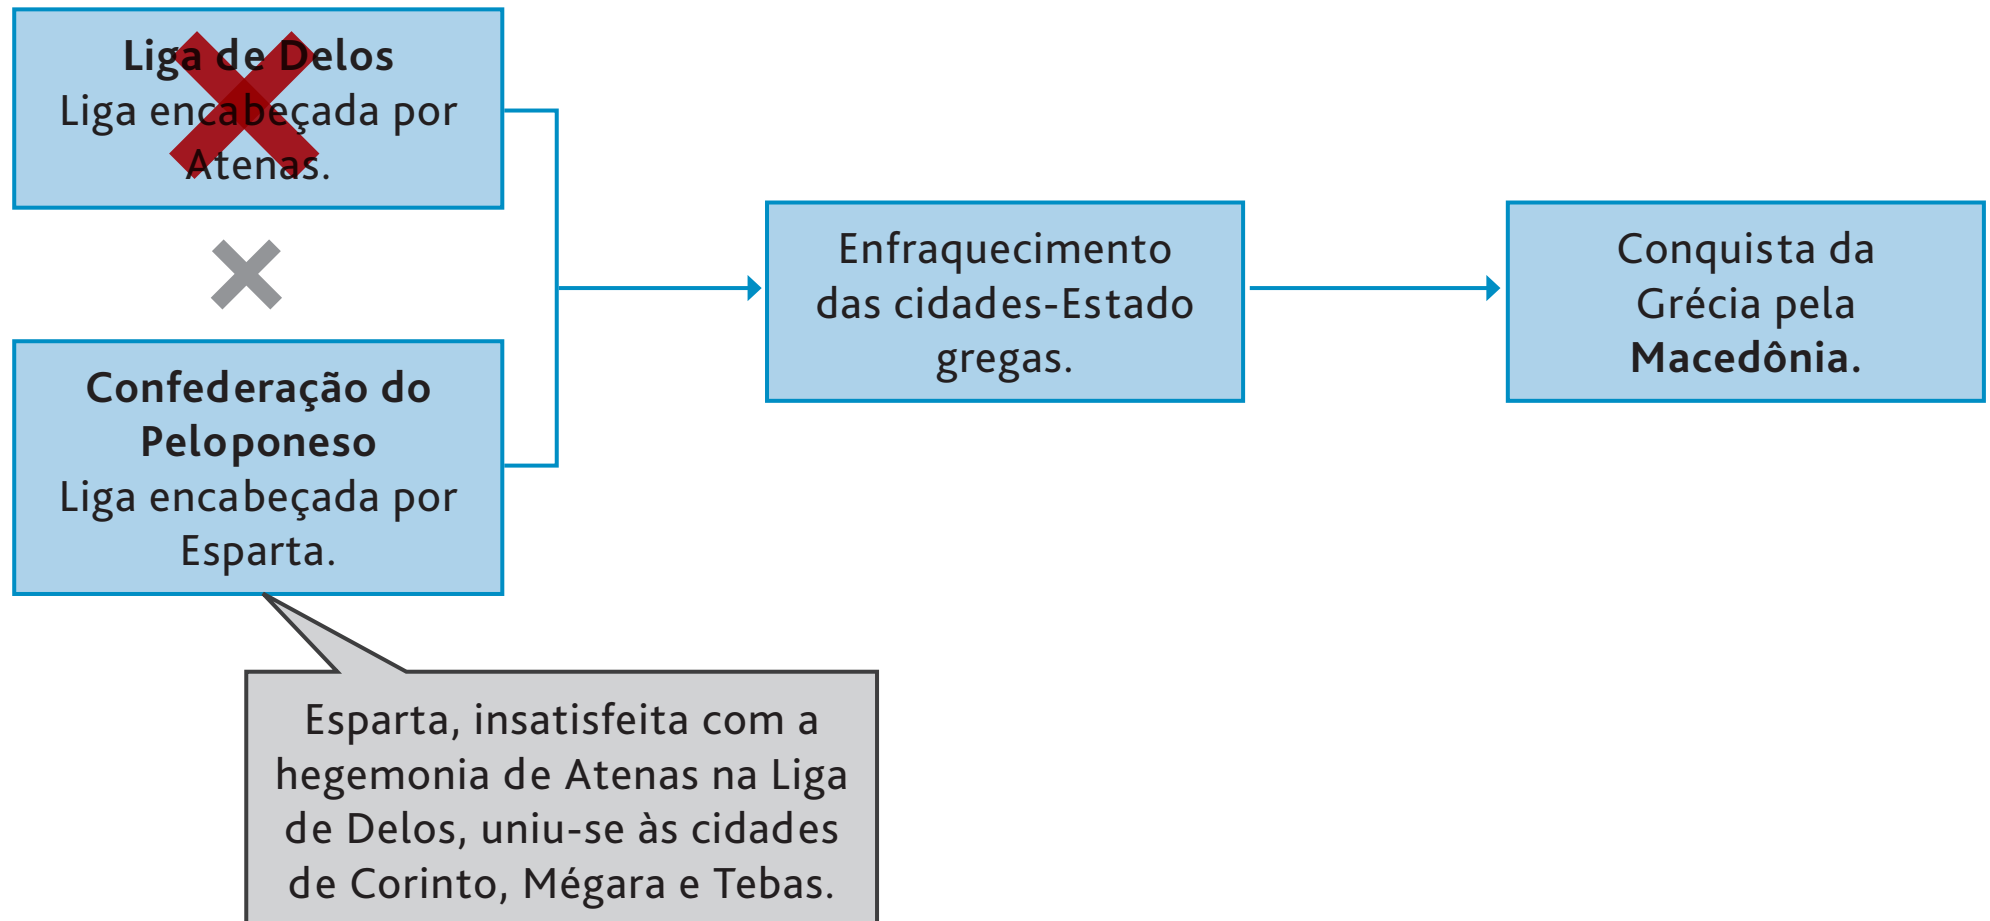 Liga de Delos
Liga encabeçada por
Atenas.
Confederação do
Peloponeso
Liga encabeçada por
Esparta.
Enfraquecimento
das cidades-Estado
gregas.
Conquista da
Grécia pela
Macedônia.
Esparta, insatisfeita com a
hegemonia de Atenas na Liga
de Delos, uniu-se às cidades
de Corinto, Mégara e Tebas.